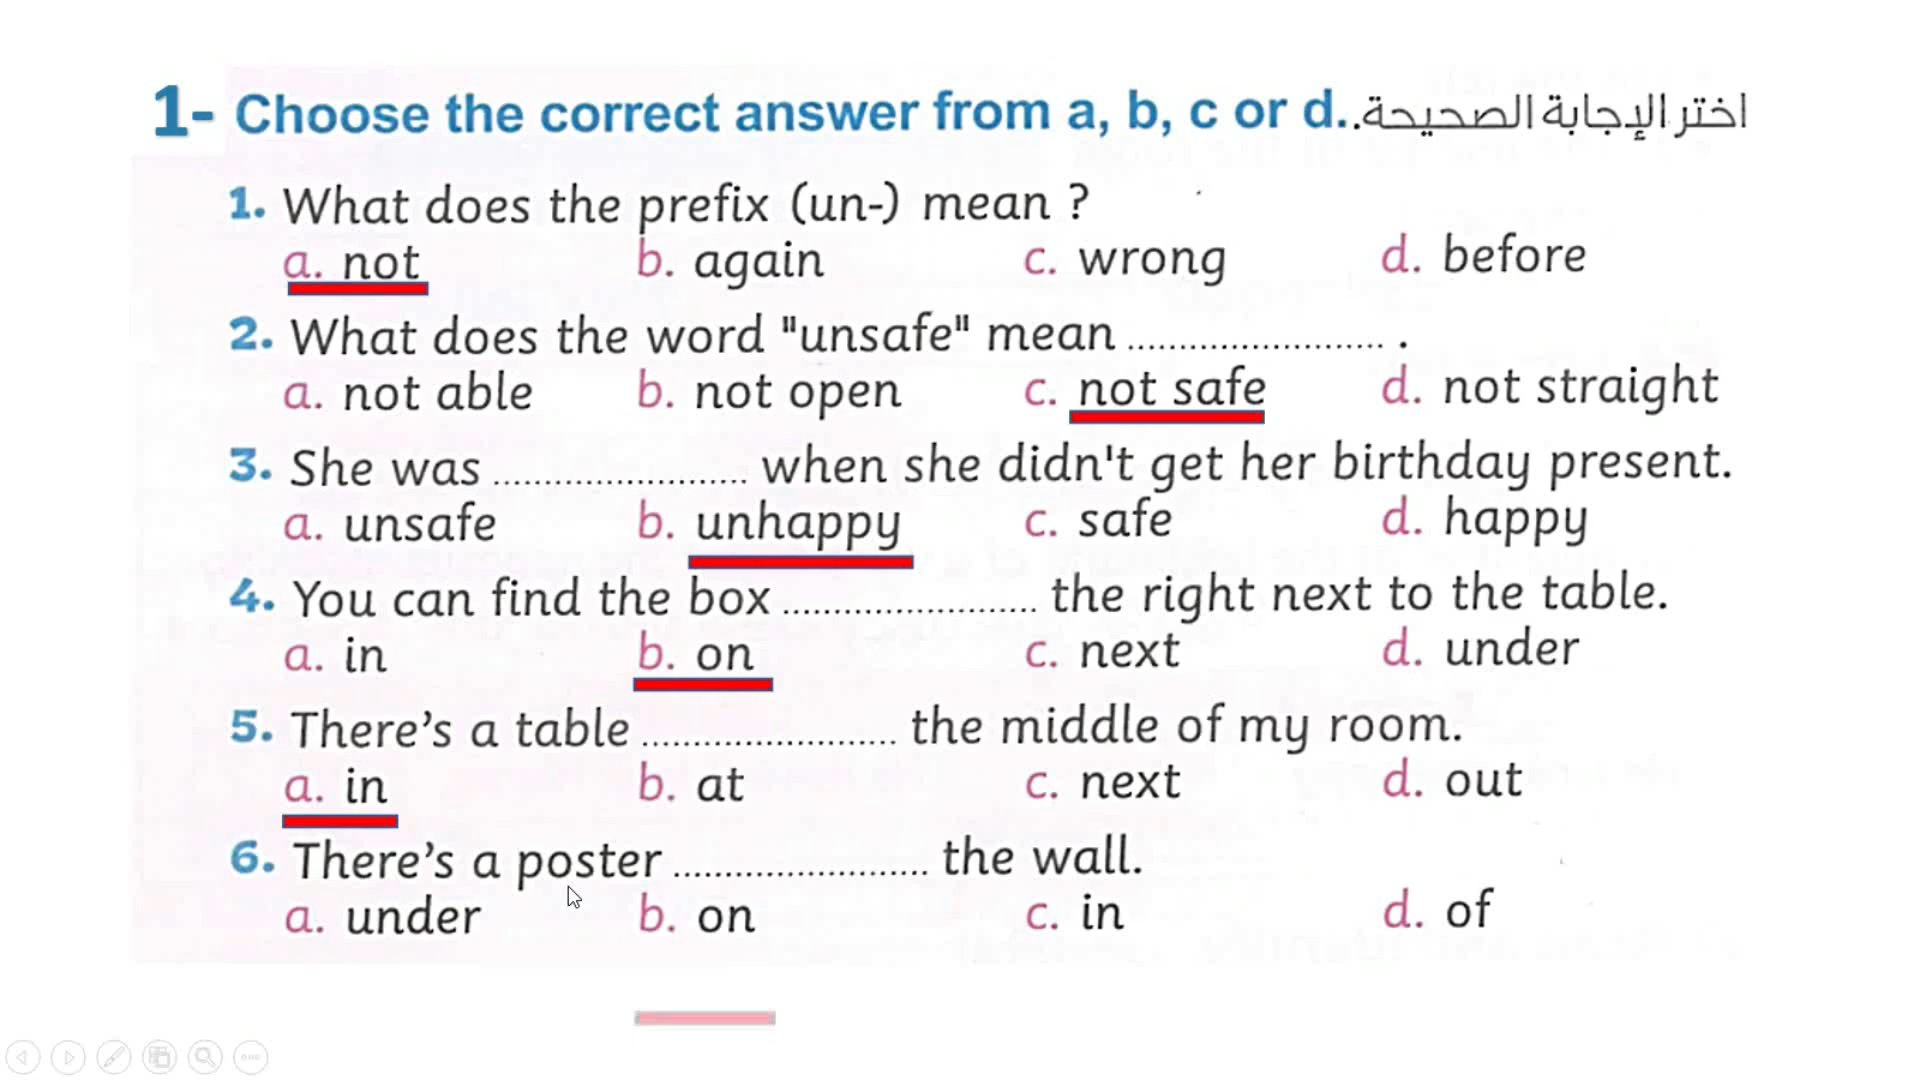 1- Choose the correct answer from a, b, c or d. اختر الإجابة الصحيحة.
1. What does the prefix (un-) mean ?
a. not b. again c. wrong d. before
2. What does the word "unsafe" mean ........................ .
a. not able b. not open c. not safe d. not straight
3. She was ........................ when she didn't get her birthday present.
a. unsafe b. unhappy c. safe d. happy
4. You can find the box ........................ the right next to the table.
a. in b. on c. next d. under
5. There's a table ........................ the middle of my room.
a. in b. at c. next d. out
6. There's a poster ........................ the wall.
a. under b. on c. in d. of